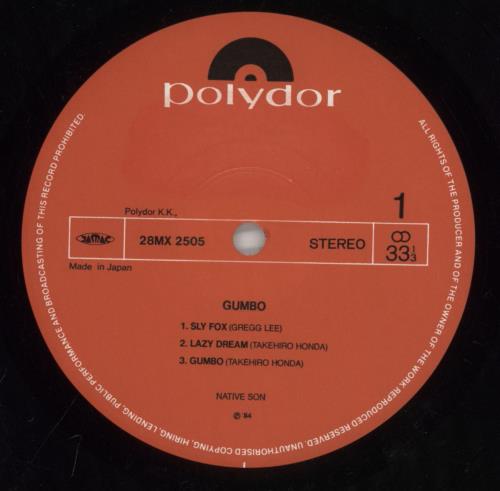 polydor
1
Polydor K.K.,
JASRAC
28MX 2505
STEREO
33 1/3
Made in Japan
GUMBO
1. SLY FOX (GREGG LEE)
2. LAZY DREAM (TAKEHIRO HONDA)
3. GUMBO (TAKEHIRO HONDA)
NATIVE SON
℗ '84
ALL RIGHTS OF THE PRODUCER AND OF THE OWNER OF THE WORK REPRODUCED RESERVED. UNAUTHORISED COPYING, HIRING, LENDING, PUBLIC PERFORMANCE AND BROADCASTING OF THIS RECORD PROHIBITED.